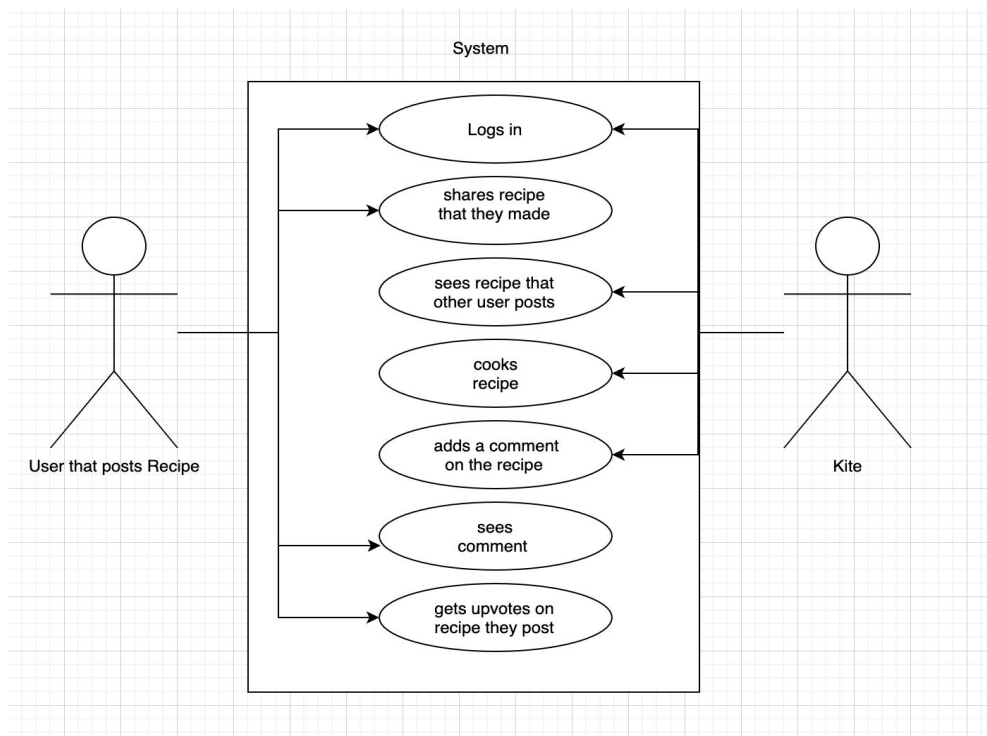 System
Logs in
shares recipe
that they made
sees recipe that
other user posts
cooks
recipe
adds a comment
on the recipe
User that posts Recipe
Kite
sees
comment
gets upvotes on
recipe they post